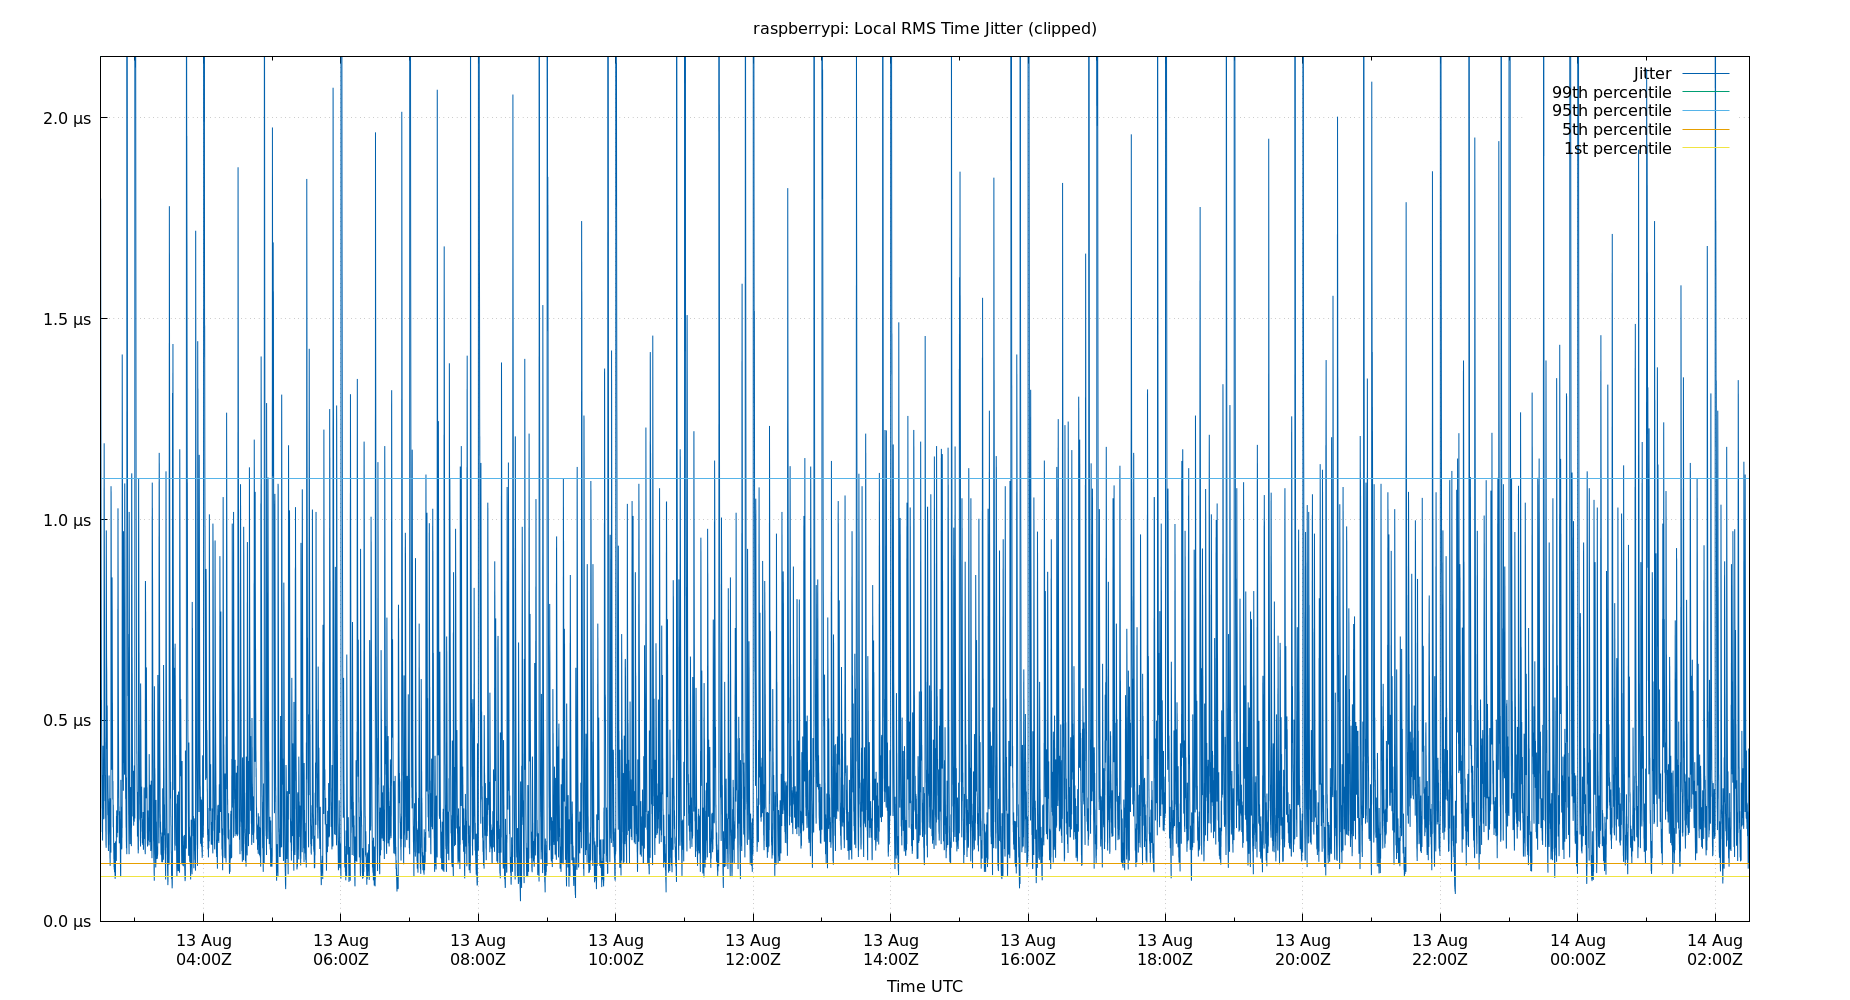 raspberrypi: Local RMS Time Jitter (clipped)
Jitter
99th percentile
95th percentile
5th percentile
1st percentile
2.0 µs
1.5 µs
1.0 µs
0.5 µs
0.0 µs
13 Aug 13 Aug 13 Aug 13 Aug 13 Aug 13 Aug 13 Aug 13 Aug 13 Aug 13 Aug 14 Aug 14 Aug
04:00Z 06:00Z 08:00Z 10:00Z 12:00Z 14:00Z 16:00Z 18:00Z 20:00Z 22:00Z 00:00Z 02:00Z
Time UTC